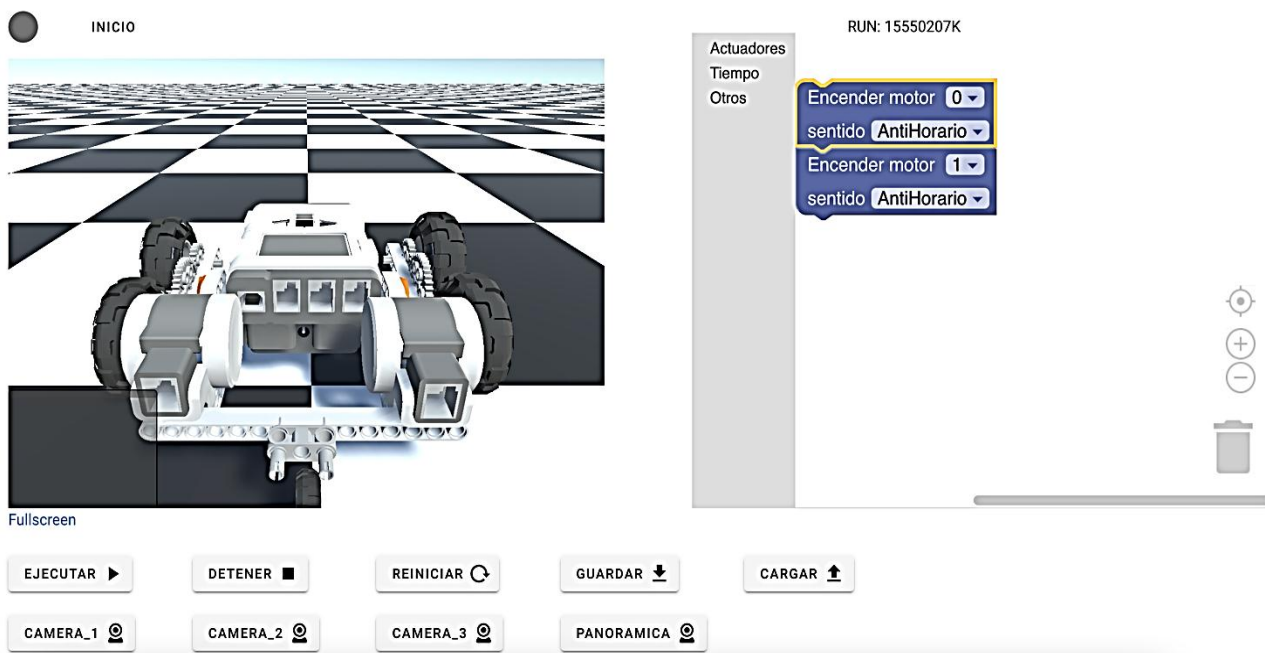 INICIO
RUN: 15550207K
Actuadores
Tiempo
Otros
Encender motor 0
sentido AntiHorario
Encender motor 1
sentido AntiHorario
Fullscreen
EJECUTAR
DETENER
REINICIAR
GUARDAR
CARGAR
CAMERA_1
CAMERA_2
CAMERA_3
PANORAMICA